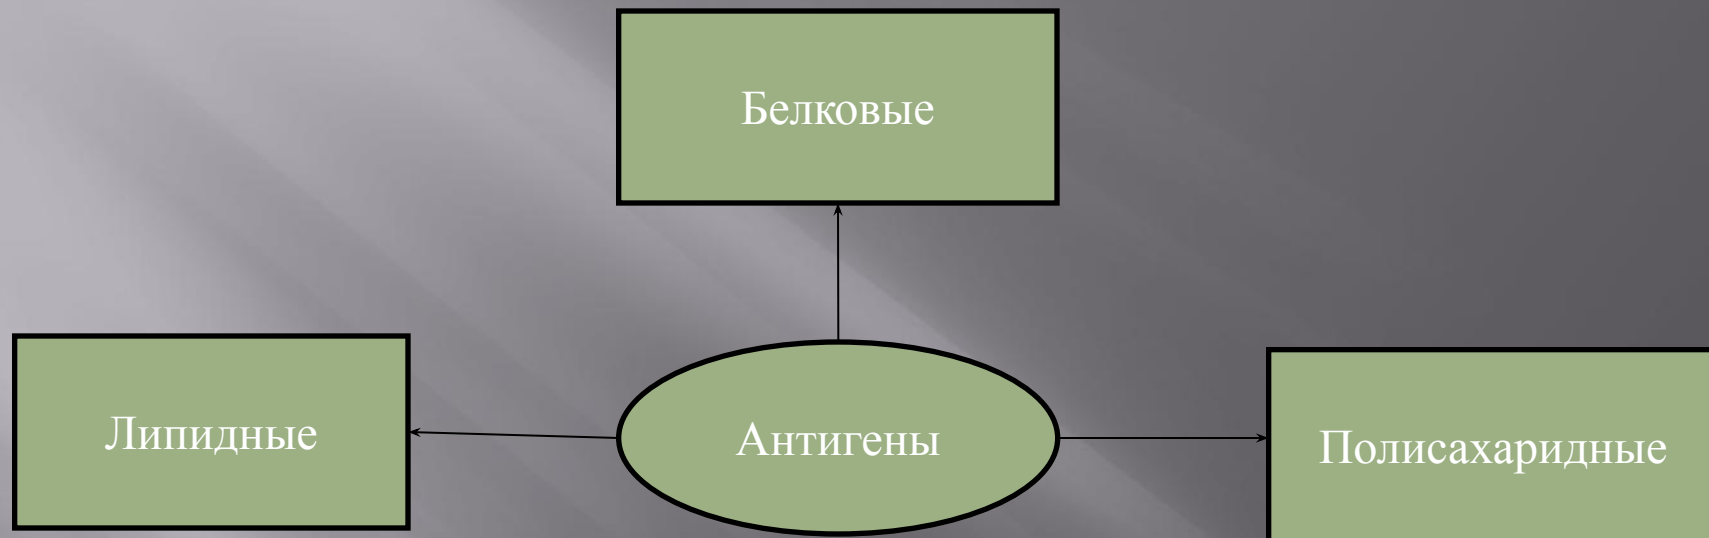 Белковые
Липидные
Антигены
Полисахаридные